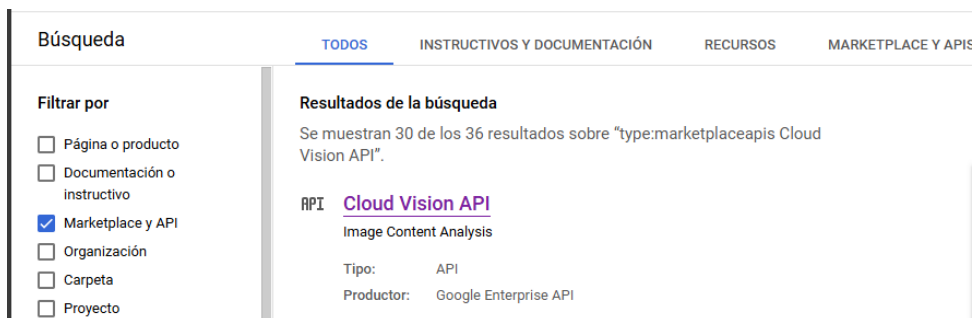 Búsqueda
TODOS
INSTRUCTIVOS Y DOCUMENTACIÓN
RECURSOS
MARKETPLACE Y APIS
Filtrar por
Página o producto
Documentación o
instructivo
Marketplace y API
Organización
Carpeta
Proyecto
Resultados de la búsqueda
Se muestran 30 de los 36 resultados sobre “type:marketplaceapis Cloud
Vision API”.
API Cloud Vision API
Image Content Analysis
Tipo: API
Productor: Google Enterprise API